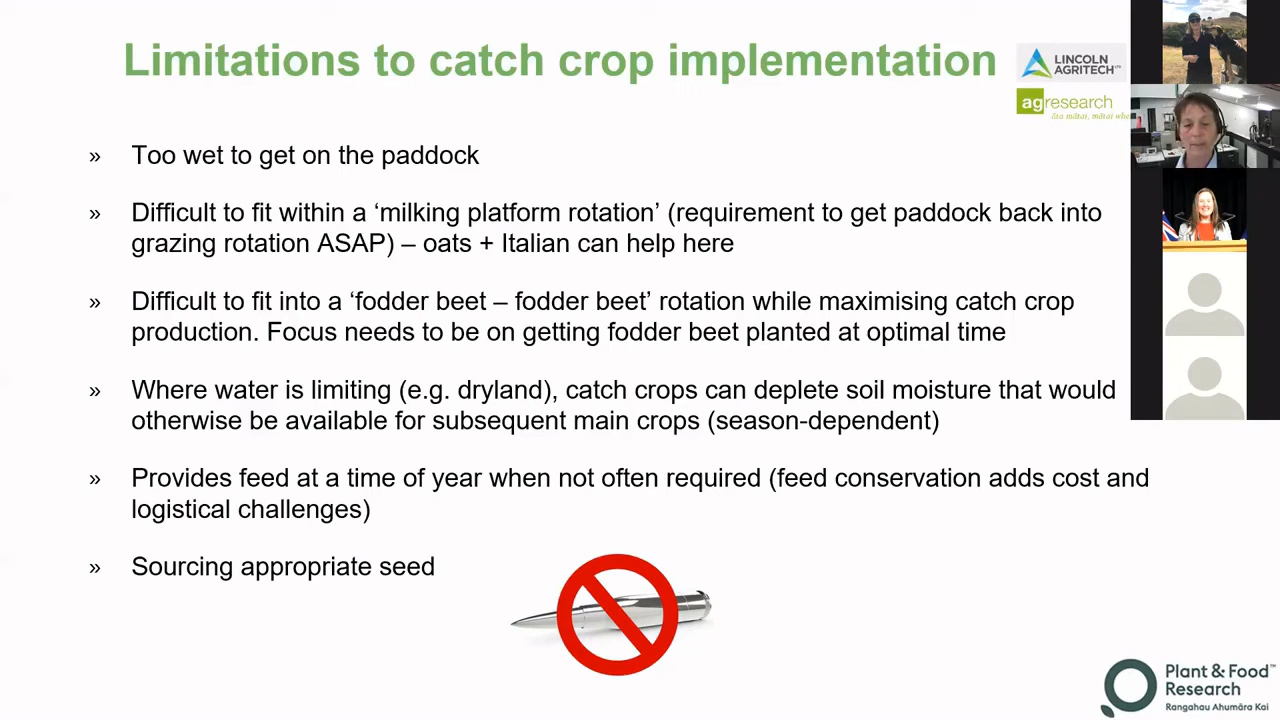 Limitations to catch crop implementation
LINCOLN
AGRITECH LTD
agresearch
āta mātai, mātai whe
» Too wet to get on the paddock
» Difficult to fit within a ‘milking platform rotation’ (requirement to get paddock back into
grazing rotation ASAP) – oats + Italian can help here
» Difficult to fit into a ‘fodder beet – fodder beet’ rotation while maximising catch crop
production. Focus needs to be on getting fodder beet planted at optimal time
» Where water is limiting (e.g. dryland), catch crops can deplete soil moisture that would
otherwise be available for subsequent main crops (season-dependent)
» Provides feed at a time of year when not often required (feed conservation adds cost and
logistical challenges)
» Sourcing appropriate seed
Plant & Food™
Research
Rangahau Ahumāra Kai